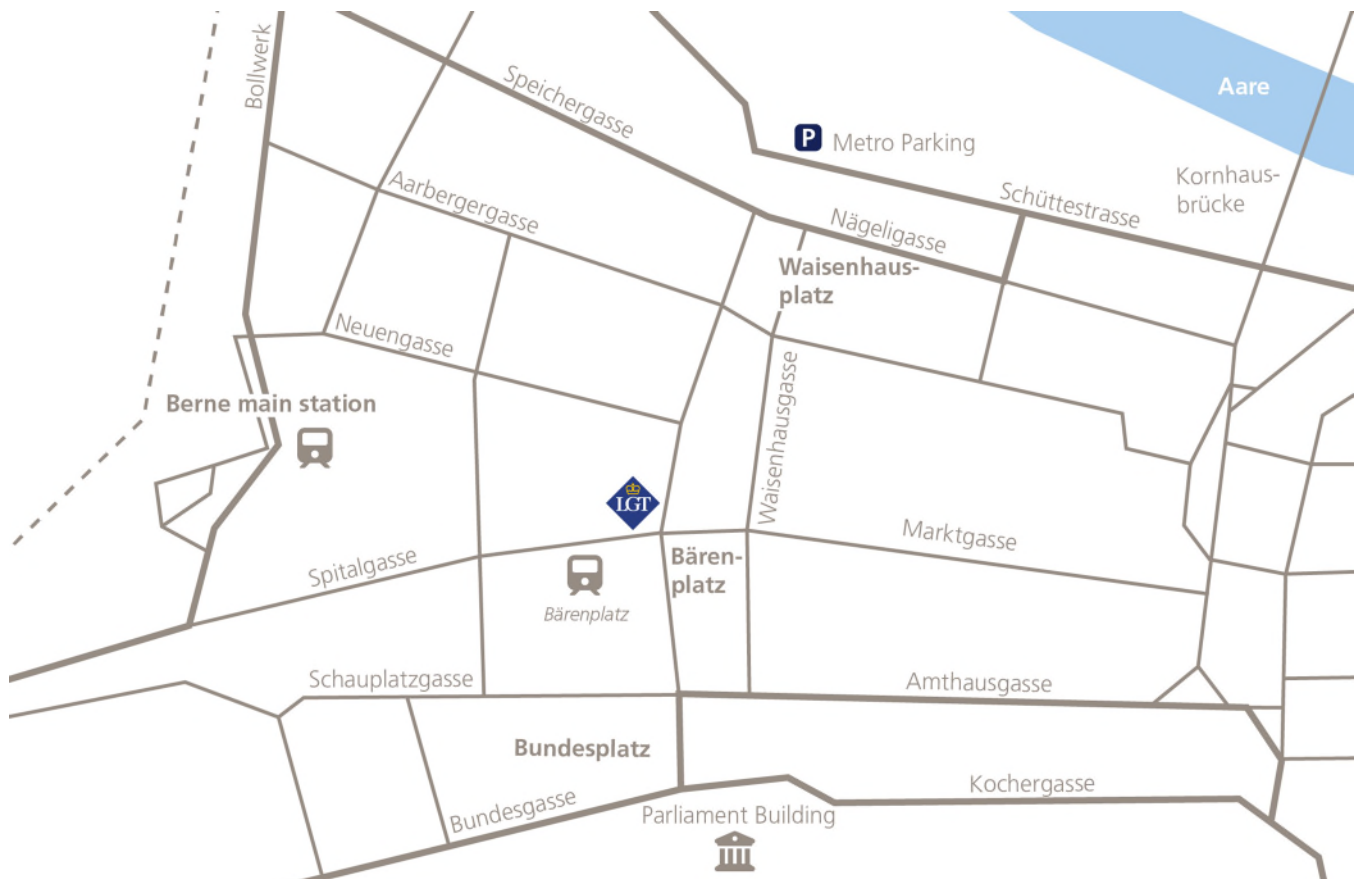 Bollwerk
Speichergasse
Aare
P Metro Parking
Kornhaus-
brücke
Schüttestrasse
Aarbergergasse
Nägeligasse
Waisenhaus-
platz
Neuengasse
Waisenhausgasse
Berne main station
LGT
Marktgasse
Spitalgasse
Bären-
platz
Bärenplatz
Schauplatzgasse
Amthausgasse
Bundesplatz
Kochergasse
Bundesgasse
Parliament Building